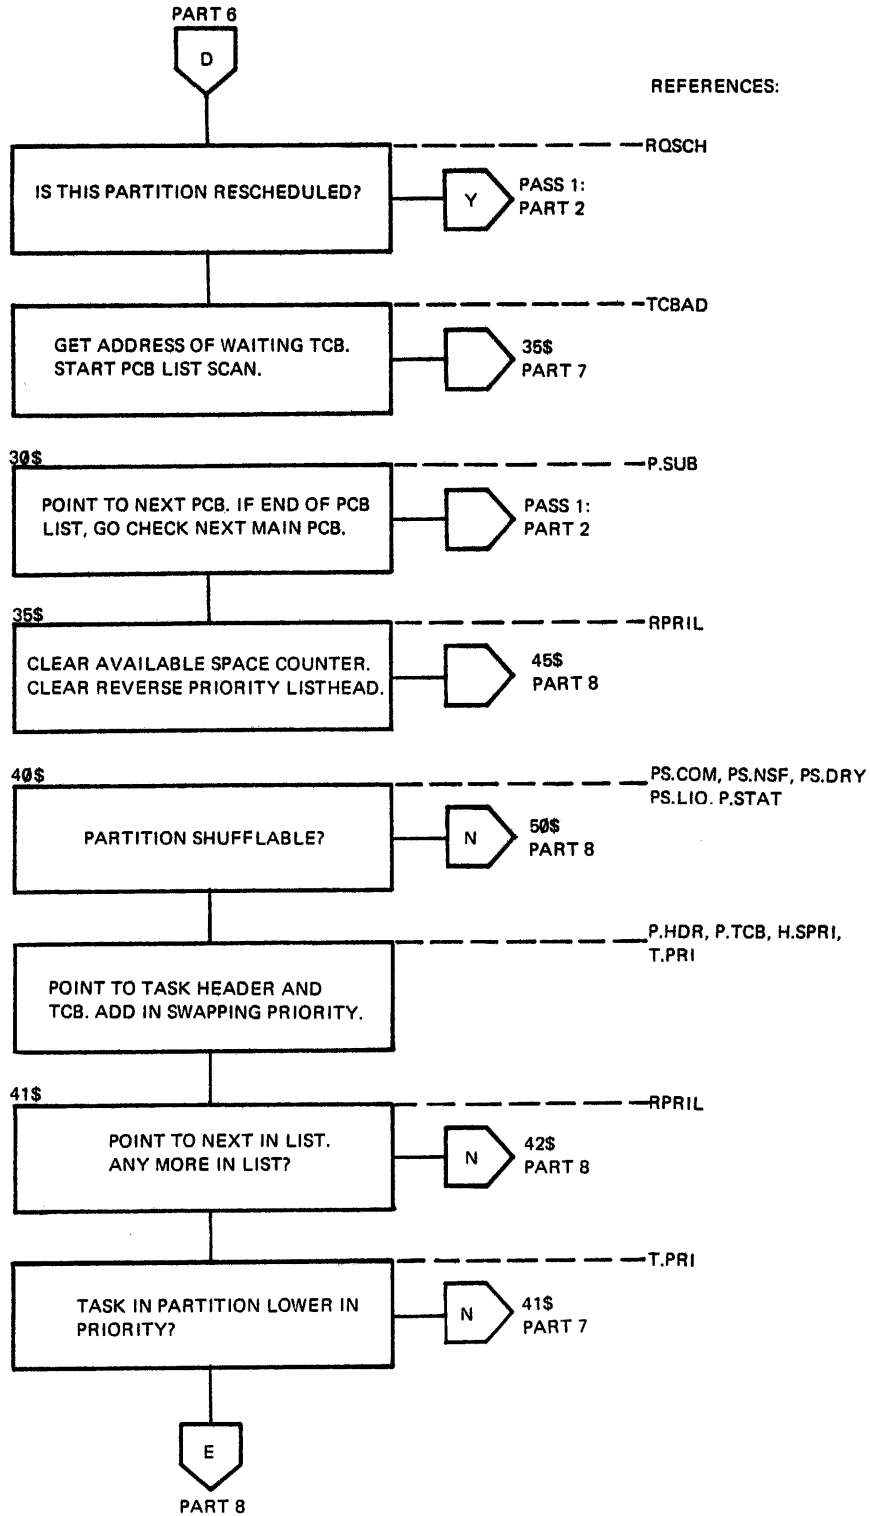 PART 6
D
REFERENCES:
RQSCH
IS THIS PARTITION RESCHEDULED?
Y
PASS 1:
PART 2
TCBAD
GET ADDRESS OF WAITING TCB.
START PCB LIST SCAN.
35$
PART 7
30$
P.SUB
POINT TO NEXT PCB. IF END OF PCB
LIST, GO CHECK NEXT MAIN PCB.
PASS 1:
PART 2
35$
RPRIL
CLEAR AVAILABLE SPACE COUNTER.
CLEAR REVERSE PRIORITY LISTHEAD.
45$
PART 8
40$
PS.COM, PS.NSF, PS.DRY
PS.LIO. P.STAT
PARTITION SHUFFLABLE?
N
50$
PART 8
P.HDR, P.TCB, H.SPRI,
T.PRI
POINT TO TASK HEADER AND
TCB. ADD IN SWAPPING PRIORITY.
41$
RPRIL
POINT TO NEXT IN LIST.
ANY MORE IN LIST?
N
42$
PART 8
T.PRI
TASK IN PARTITION LOWER IN
PRIORITY?
N
41$
PART 7
E
PART 8